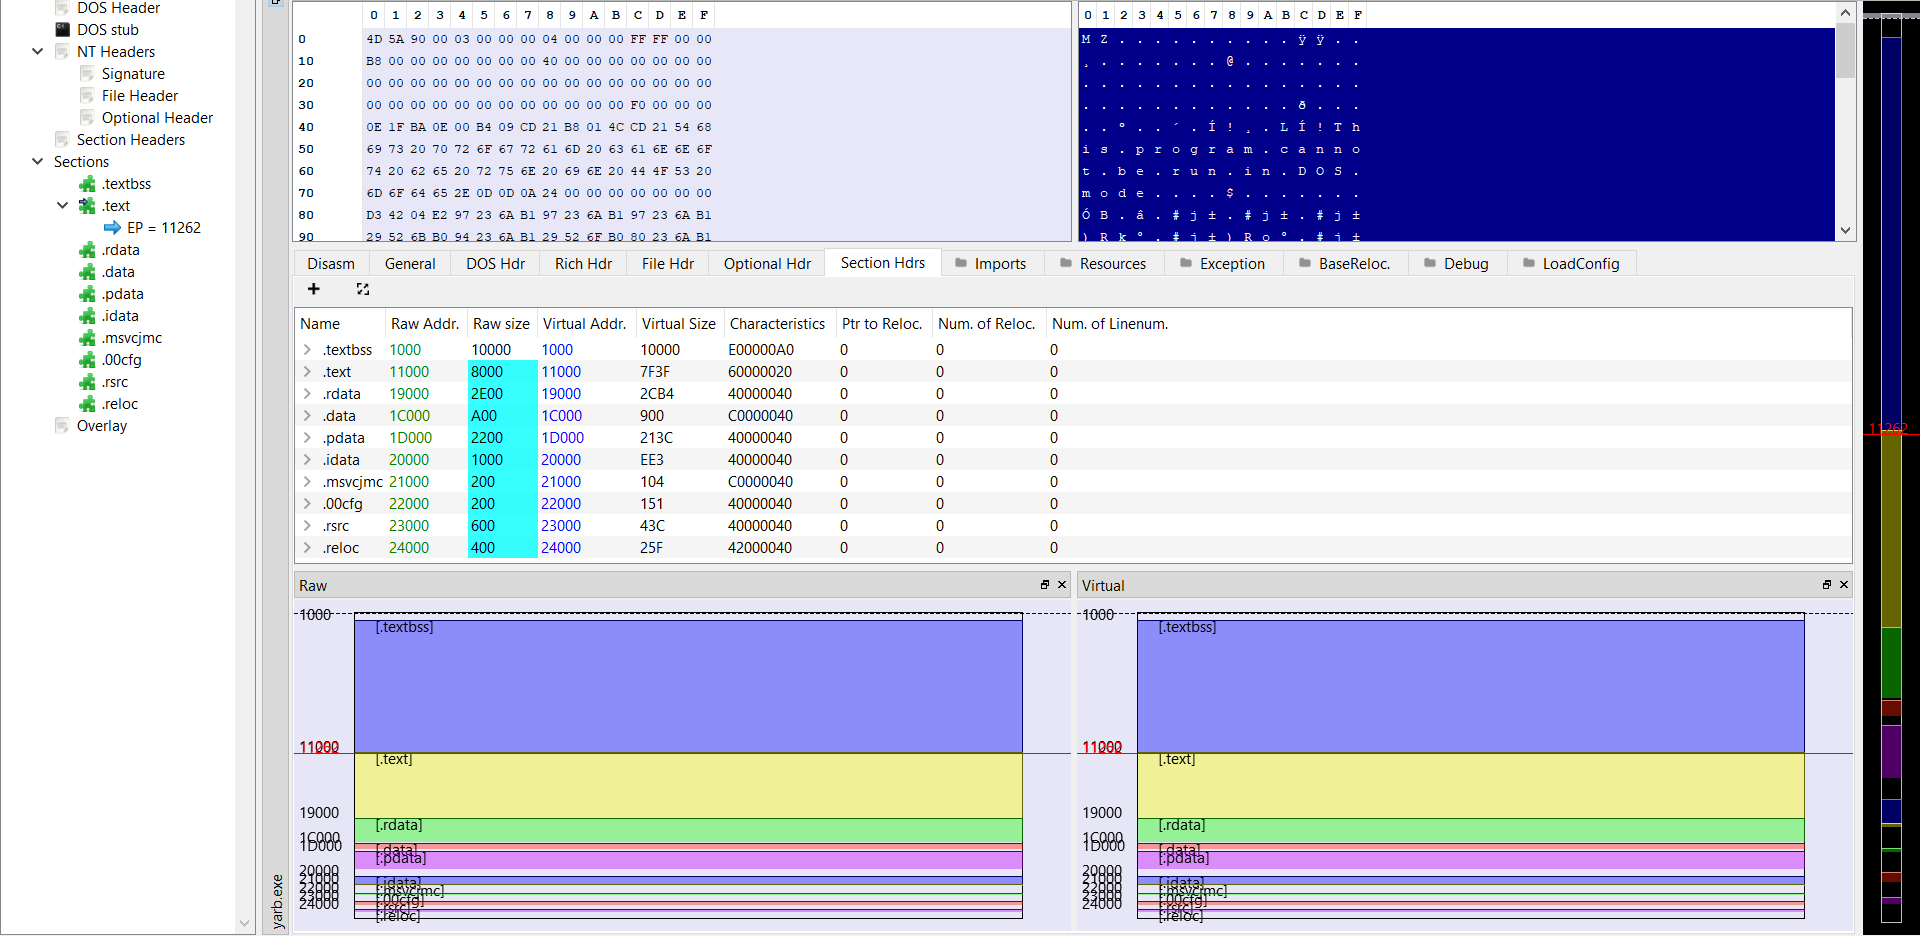 DOS Header
DOS stub
NT Headers
Signature
File Header
Optional Header
Section Headers
Sections
.textbss
.text
EP = 11262
.rdata
.data
.pdata
.idata
.msvcjmc
.00cfg
.rsrc
.reloc
Overlay
yarb.exe
0 1 2 3 4 5 6 7 8 9 A B C D E F
0 4D 5A 90 00 03 00 00 00 04 00 00 00 FF FF 00 00
10 B8 00 00 00 00 00 00 00 40 00 00 00 00 00 00 00
20 00 00 00 00 00 00 00 00 00 00 00 00 00 00 00 00
30 00 00 00 00 00 00 00 00 00 00 00 00 F0 00 00 00
40 0E 1F BA 0E 00 B4 09 CD 21 B8 01 4C CD 21 54 68
50 69 73 20 70 72 6F 67 72 61 6D 20 63 61 6E 6E 6F
60 74 20 62 65 20 72 75 6E 20 69 6E 20 44 4F 53 20
70 6D 6F 64 65 2E 0D 0D 0A 24 00 00 00 00 00 00 00
80 D3 42 04 E2 97 23 6A B1 97 23 6A B1 97 23 6A B1
90 29 52 6B B0 94 23 6A B1 29 52 6F B0 80 23 6A B1
0 1 2 3 4 5 6 7 8 9 A B C D E F
M Z . . . . . . . . . . ÿ ÿ . .
¸ . . . . . . . @ . . . . . . .
. . . . . . . . . . . . . . . .
. . . . . . . . . . . . ð . . .
. . º . . ´ . Í ! ¸ . L Í ! T h
i s . p r o g r a m . c a n n o
t . b e . r u n . i n . D O S .
m o d e . . . . $ . . . . . . .
Ó B . â . # j ± . # j ± . # j ±
) R k ° . # j ± ) R o ° . # j ±
Disasm General DOS Hdr Rich Hdr File Hdr Optional Hdr Section Hdrs Imports Resources Exception BaseReloc. Debug LoadConfig
Name Raw Addr. Raw size Virtual Addr. Virtual Size Characteristics Ptr to Reloc. Num. of Reloc. Num. of Linenum.
.textbss 1000 10000 1000 10000 E00000A0 0 0 0
.text 11000 8000 11000 7F3F 60000020 0 0 0
.rdata 19000 2E00 19000 2CB4 40000040 0 0 0
.data 1C000 A00 1C000 900 C0000040 0 0 0
.pdata 1D000 2200 1D000 213C 40000040 0 0 0
.idata 20000 1000 20000 EE3 40000040 0 0 0
.msvcjmc 21000 200 21000 104 C0000040 0 0 0
.00cfg 22000 200 22000 151 40000040 0 0 0
.rsrc 23000 600 23000 43C 40000040 0 0 0
.reloc 24000 400 24000 25F 42000040 0 0 0
Raw
1000
[.textbss]
[.text]
19000
[.rdata]
1C000
1D000
[.data]
[.pdata]
20000
21000
[.idata]
22000
[.msvcjmc]
23000
[.00cfg]
24000
[.rsrc]
[.reloc]
Virtual
1000
[.textbss]
[.text]
19000
[.rdata]
1C000
1D000
[.data]
[.pdata]
20000
21000
[.idata]
22000
[.msvcjmc]
23000
[.00cfg]
24000
[.rsrc]
[.reloc]
11262